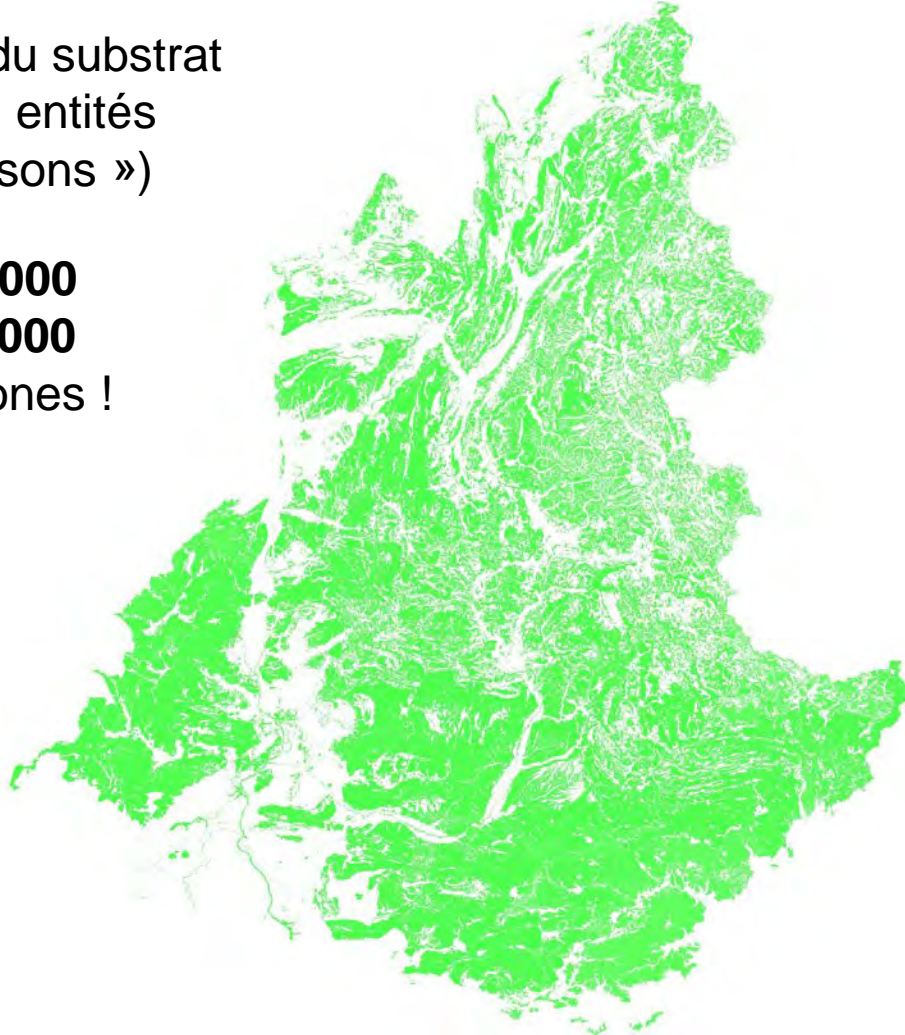 du substrat
entités
sons »)
000
000
ones !